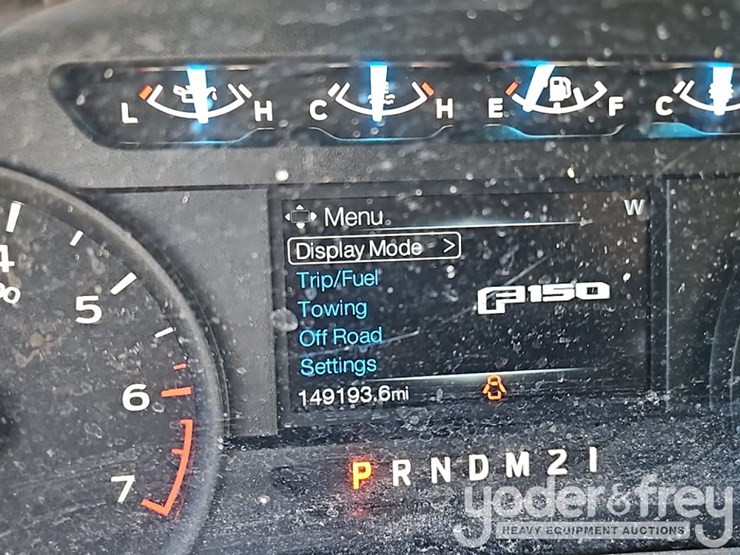 L H C H E F C
Menu W
Display Mode >
Trip/Fuel
F150
Towing
Off Road
Settings
149193.6mi
4
5
6
7
P R N D M 2 1
yoder & frey
HEAVY EQUIPMENT AUCTIONS